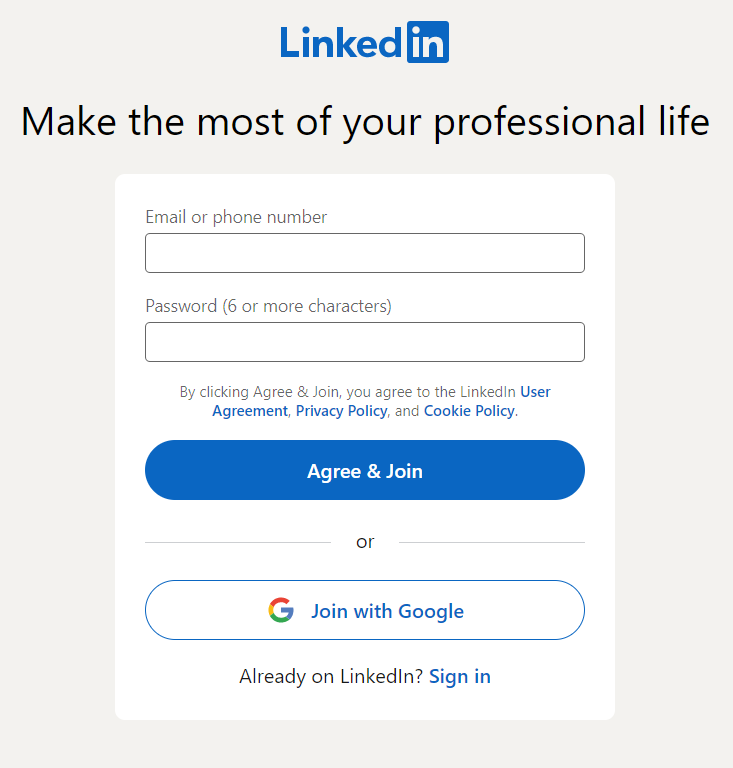 Linkedin
Make the most of your professional life
Email or phone number
Password (6 or more characters)
By clicking Agree & Join, you agree to the LinkedIn User
Agreement, Privacy Policy, and Cookie Policy.
Agree & Join
or
Join with Google
Already on LinkedIn? Sign in